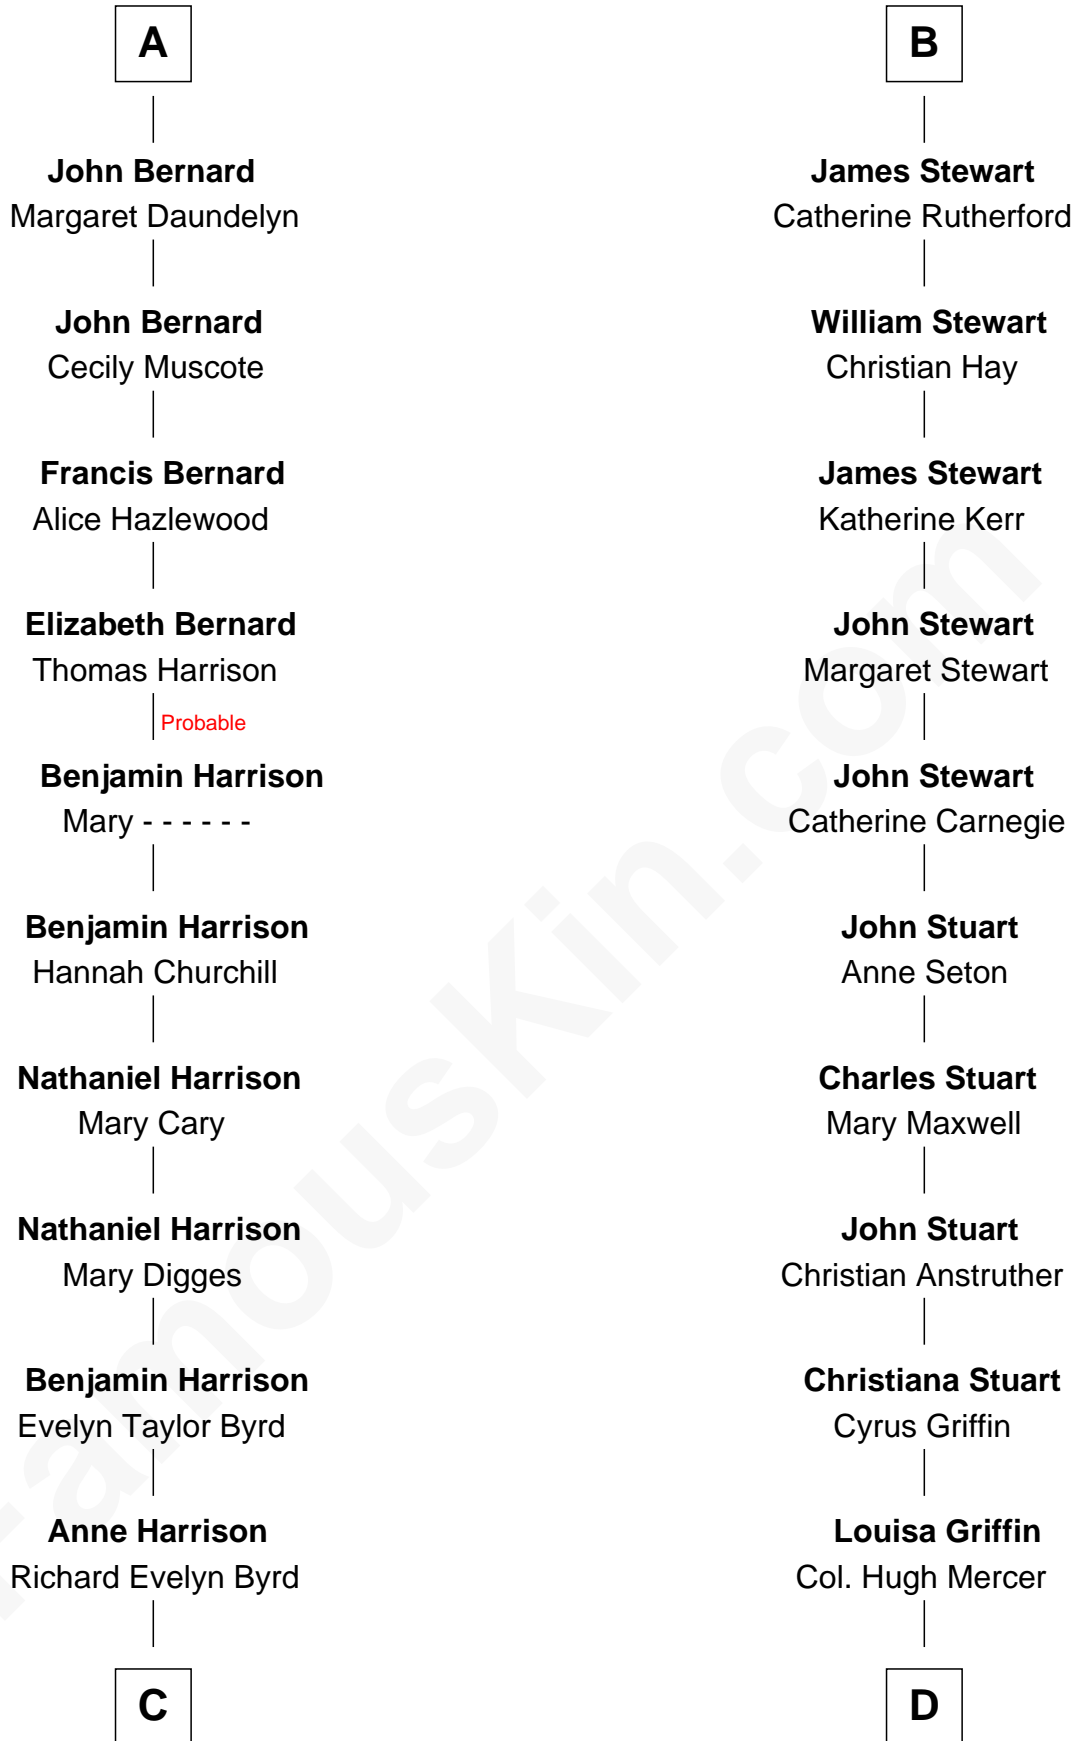 A
John Bernard
Margaret Daundelyn
John Bernard
Cecily Muscote
Francis Bernard
Alice Hazlewood
Elizabeth Bernard
Thomas Harrison
Probable
Benjamin Harrison
Mary - - - - - -
Benjamin Harrison
Hannah Churchill
Nathaniel Harrison
Mary Cary
Nathaniel Harrison
Mary Digges
Benjamin Harrison
Evelyn Taylor Byrd
Anne Harrison
Richard Evelyn Byrd
C
B
James Stewart
Catherine Rutherford
William Stewart
Christian Hay
James Stewart
Katherine Kerr
John Stewart
Margaret Stewart
John Stewart
Catherine Carnegie
John Stuart
Anne Seton
Charles Stuart
Mary Maxwell
John Stuart
Christian Anstruther
Christiana Stuart
Cyrus Griffin
Louisa Griffin
Col. Hugh Mercer
D
FamousKin.com